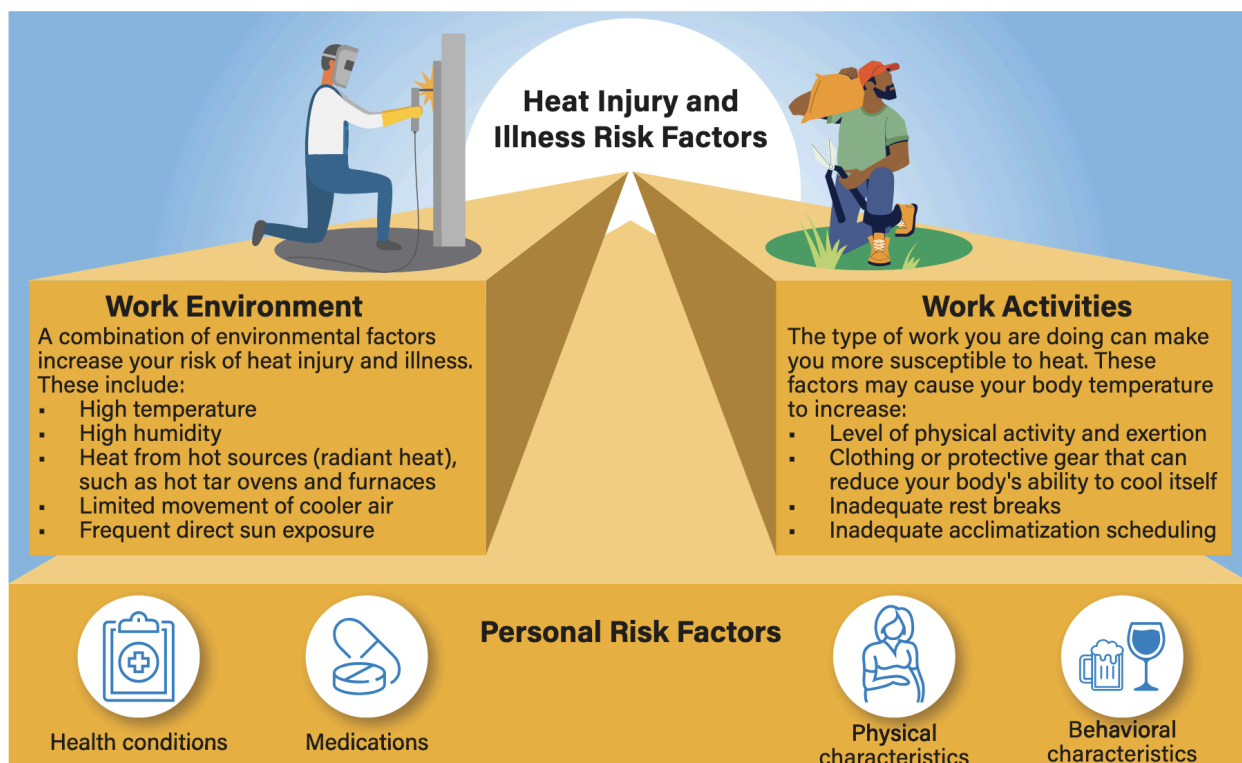 Heat Injury and
Illness Risk Factors
Work Environment
A combination of environmental factors
increase your risk of heat injury and illness.
These include:
▪ High temperature
▪ High humidity
▪ Heat from hot sources (radiant heat),
such as hot tar ovens and furnaces
▪ Limited movement of cooler air
▪ Frequent direct sun exposure
Work Activities
The type of work you are doing can make
you more susceptible to heat. These
factors may cause your body temperature
to increase:
▪ Level of physical activity and exertion
▪ Clothing or protective gear that can
reduce your body's ability to cool itself
▪ Inadequate rest breaks
▪ Inadequate acclimatization scheduling
Personal Risk Factors
Health conditions
Medications
Physical
characteristics
Behavioral
characteristics